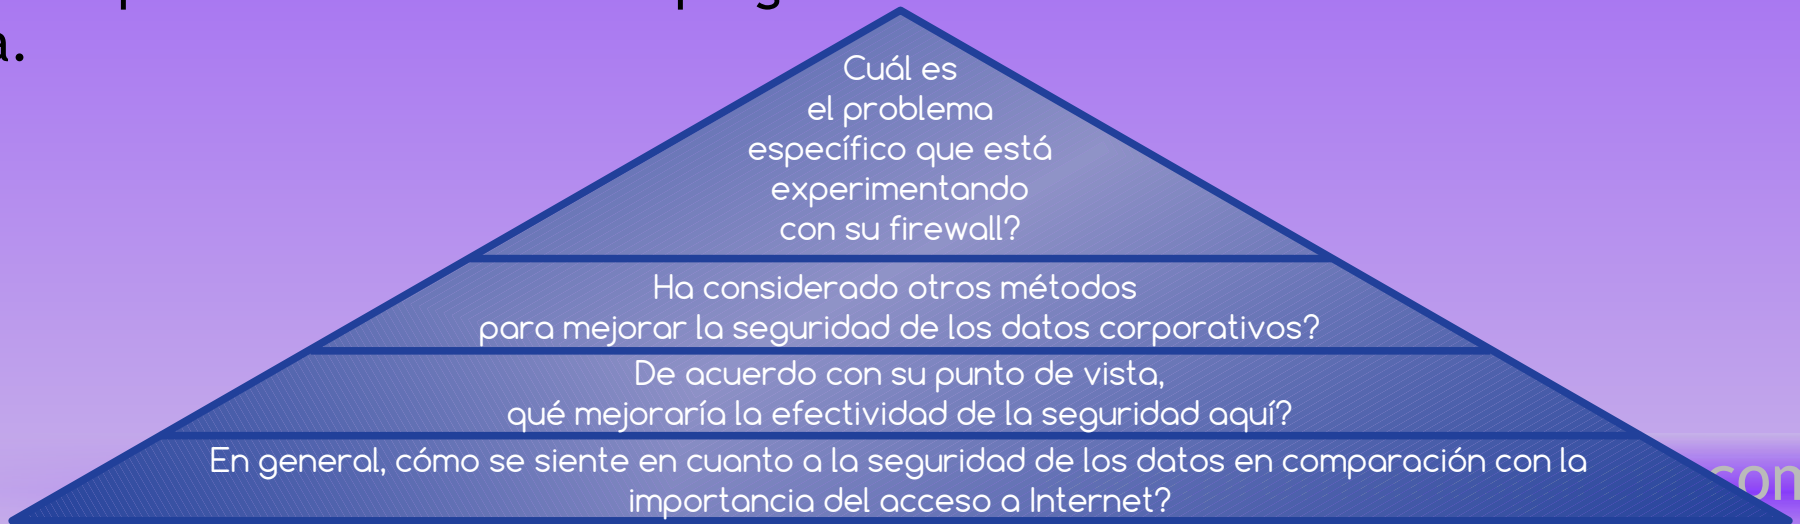 a.
Cuál es
el problema
específico que está
experimentando
con su firewall?
Ha considerado otros métodos
para mejorar la seguridad de los datos corporativos?
De acuerdo con su punto de vista,
qué mejoraría la efectividad de la seguridad aquí?
En general, cómo se siente en cuanto a la seguridad de los datos en comparación con la
importancia del acceso a Internet?